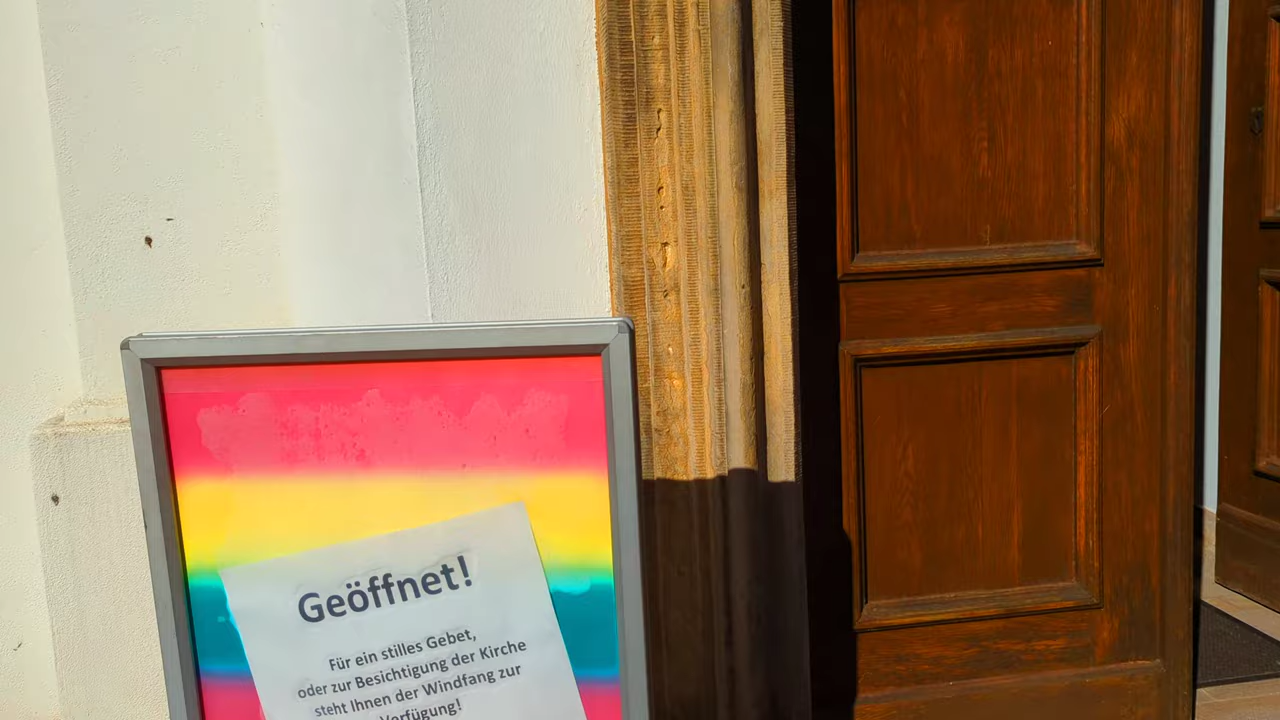 Geöffnet!
Für ein stilles Gebet,
oder zur Besichtigung der Kirche
steht Ihnen der Windfang zur
Verfügung!